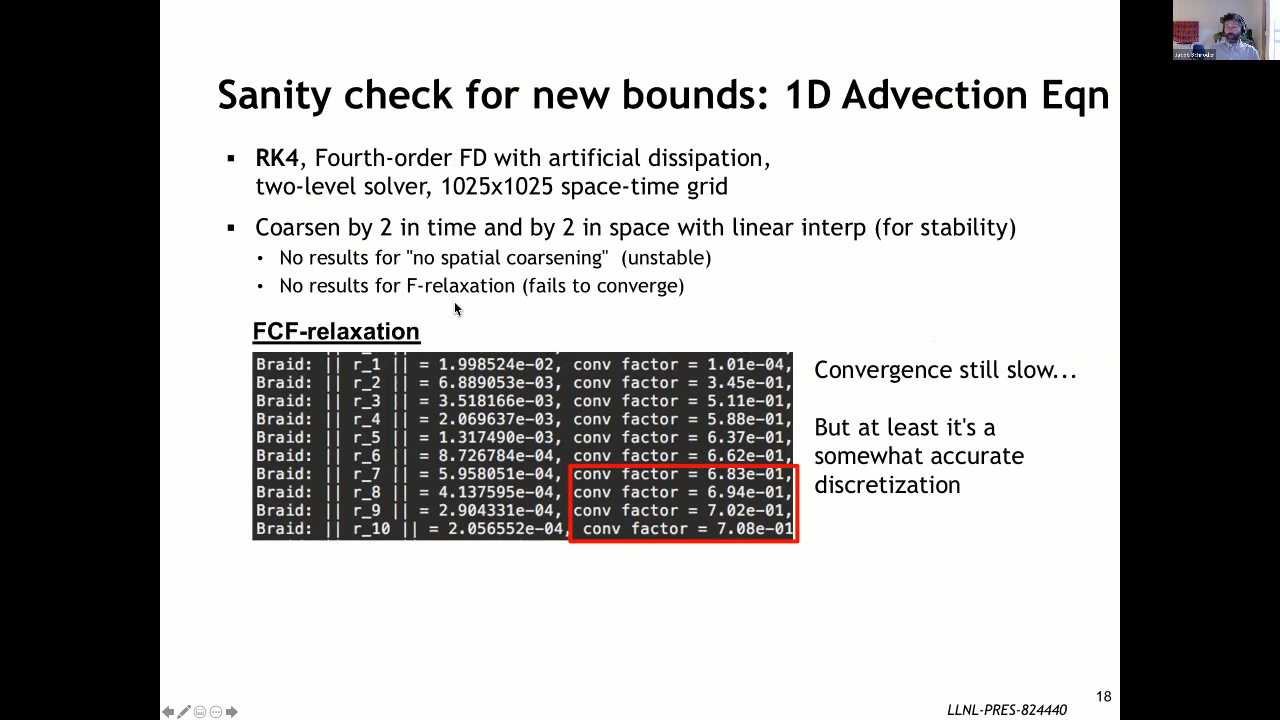 Sanity check for new bounds: 1D Advection Eqn
▪ RK4, Fourth-order FD with artificial dissipation,
two-level solver, 1025x1025 space-time grid
▪ Coarsen by 2 in time and by 2 in space with linear interp (for stability)
• No results for "no spatial coarsening" (unstable)
• No results for F-relaxation (fails to converge)
FCF-relaxation
Braid: || r_1 || = 1.998524e-02, conv factor = 1.01e-04,
Braid: || r_2 || = 6.889053e-03, conv factor = 3.45e-01,
Braid: || r_3 || = 3.518166e-03, conv factor = 5.11e-01,
Braid: || r_4 || = 2.069637e-03, conv factor = 5.88e-01,
Braid: || r_5 || = 1.317490e-03, conv factor = 6.37e-01,
Braid: || r_6 || = 8.726784e-04, conv factor = 6.62e-01,
Braid: || r_7 || = 5.958051e-04, conv factor = 6.83e-01,
Braid: || r_8 || = 4.137595e-04, conv factor = 6.94e-01,
Braid: || r_9 || = 2.904331e-04, conv factor = 7.02e-01,
Braid: || r_10 || = 2.056552e-04, conv factor = 7.08e-01
Convergence still slow...
But at least it's a
somewhat accurate
discretization
18
LLNL-PRES-824440